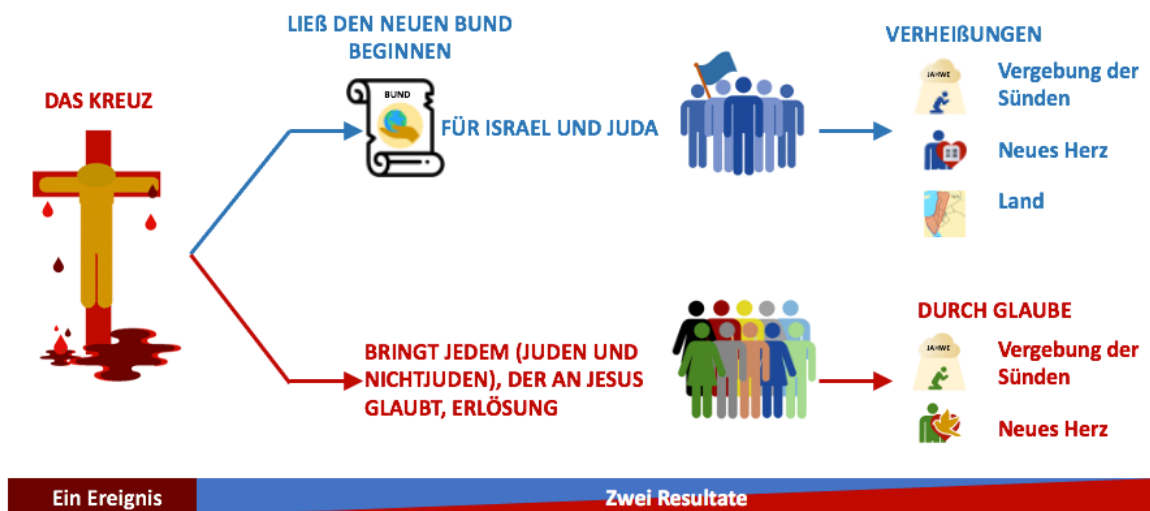 DAS KREUZ
LIEß DEN NEUEN BUND
BEGINNEN
BUND
FÜR ISRAEL UND JUDA
VERHEIßUNGEN
JAHWE
Vergebung der
Sünden
Neues Herz
Land
BRINGT JEDEM (JUDEN UND
NICHTJUDEN), DER AN JESUS
GLAUBT, ERLÖSUNG
DURCH GLAUBE
JAHWE
Vergebung der
Sünden
Neues Herz
Ein Ereignis
Zwei Resultate